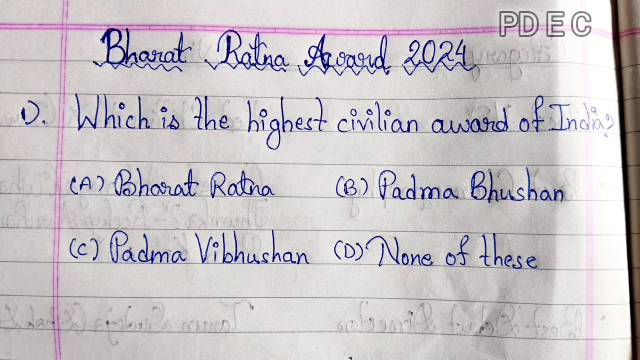 PDEC
Bharat Ratna Award 2024
1). Which is the highest civilian award of India?
(A) Bharat Ratna (B) Padma Bhushan
(C) Padma Vibhushan (D) None of these